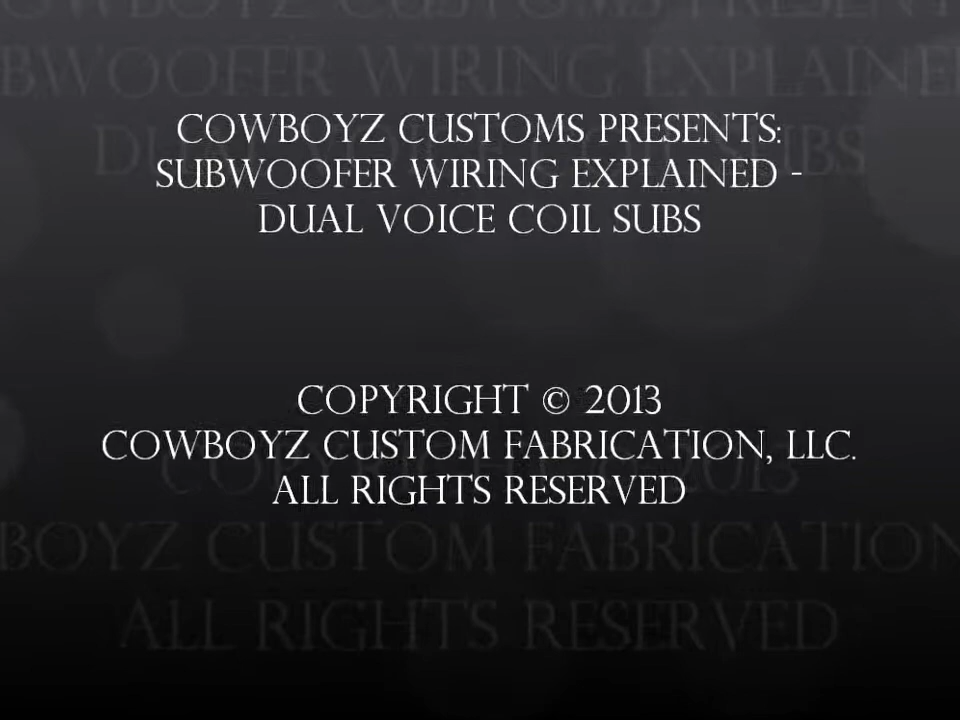 COWBOYZ CUSTOMS PRESENTS:
SUBWOOFER WIRING EXPLAINED -
DUAL VOICE COIL SUBS
COPYRIGHT © 2013
COWBOYZ CUSTOM FABRICATION, LLC.
ALL RIGHTS RESERVED